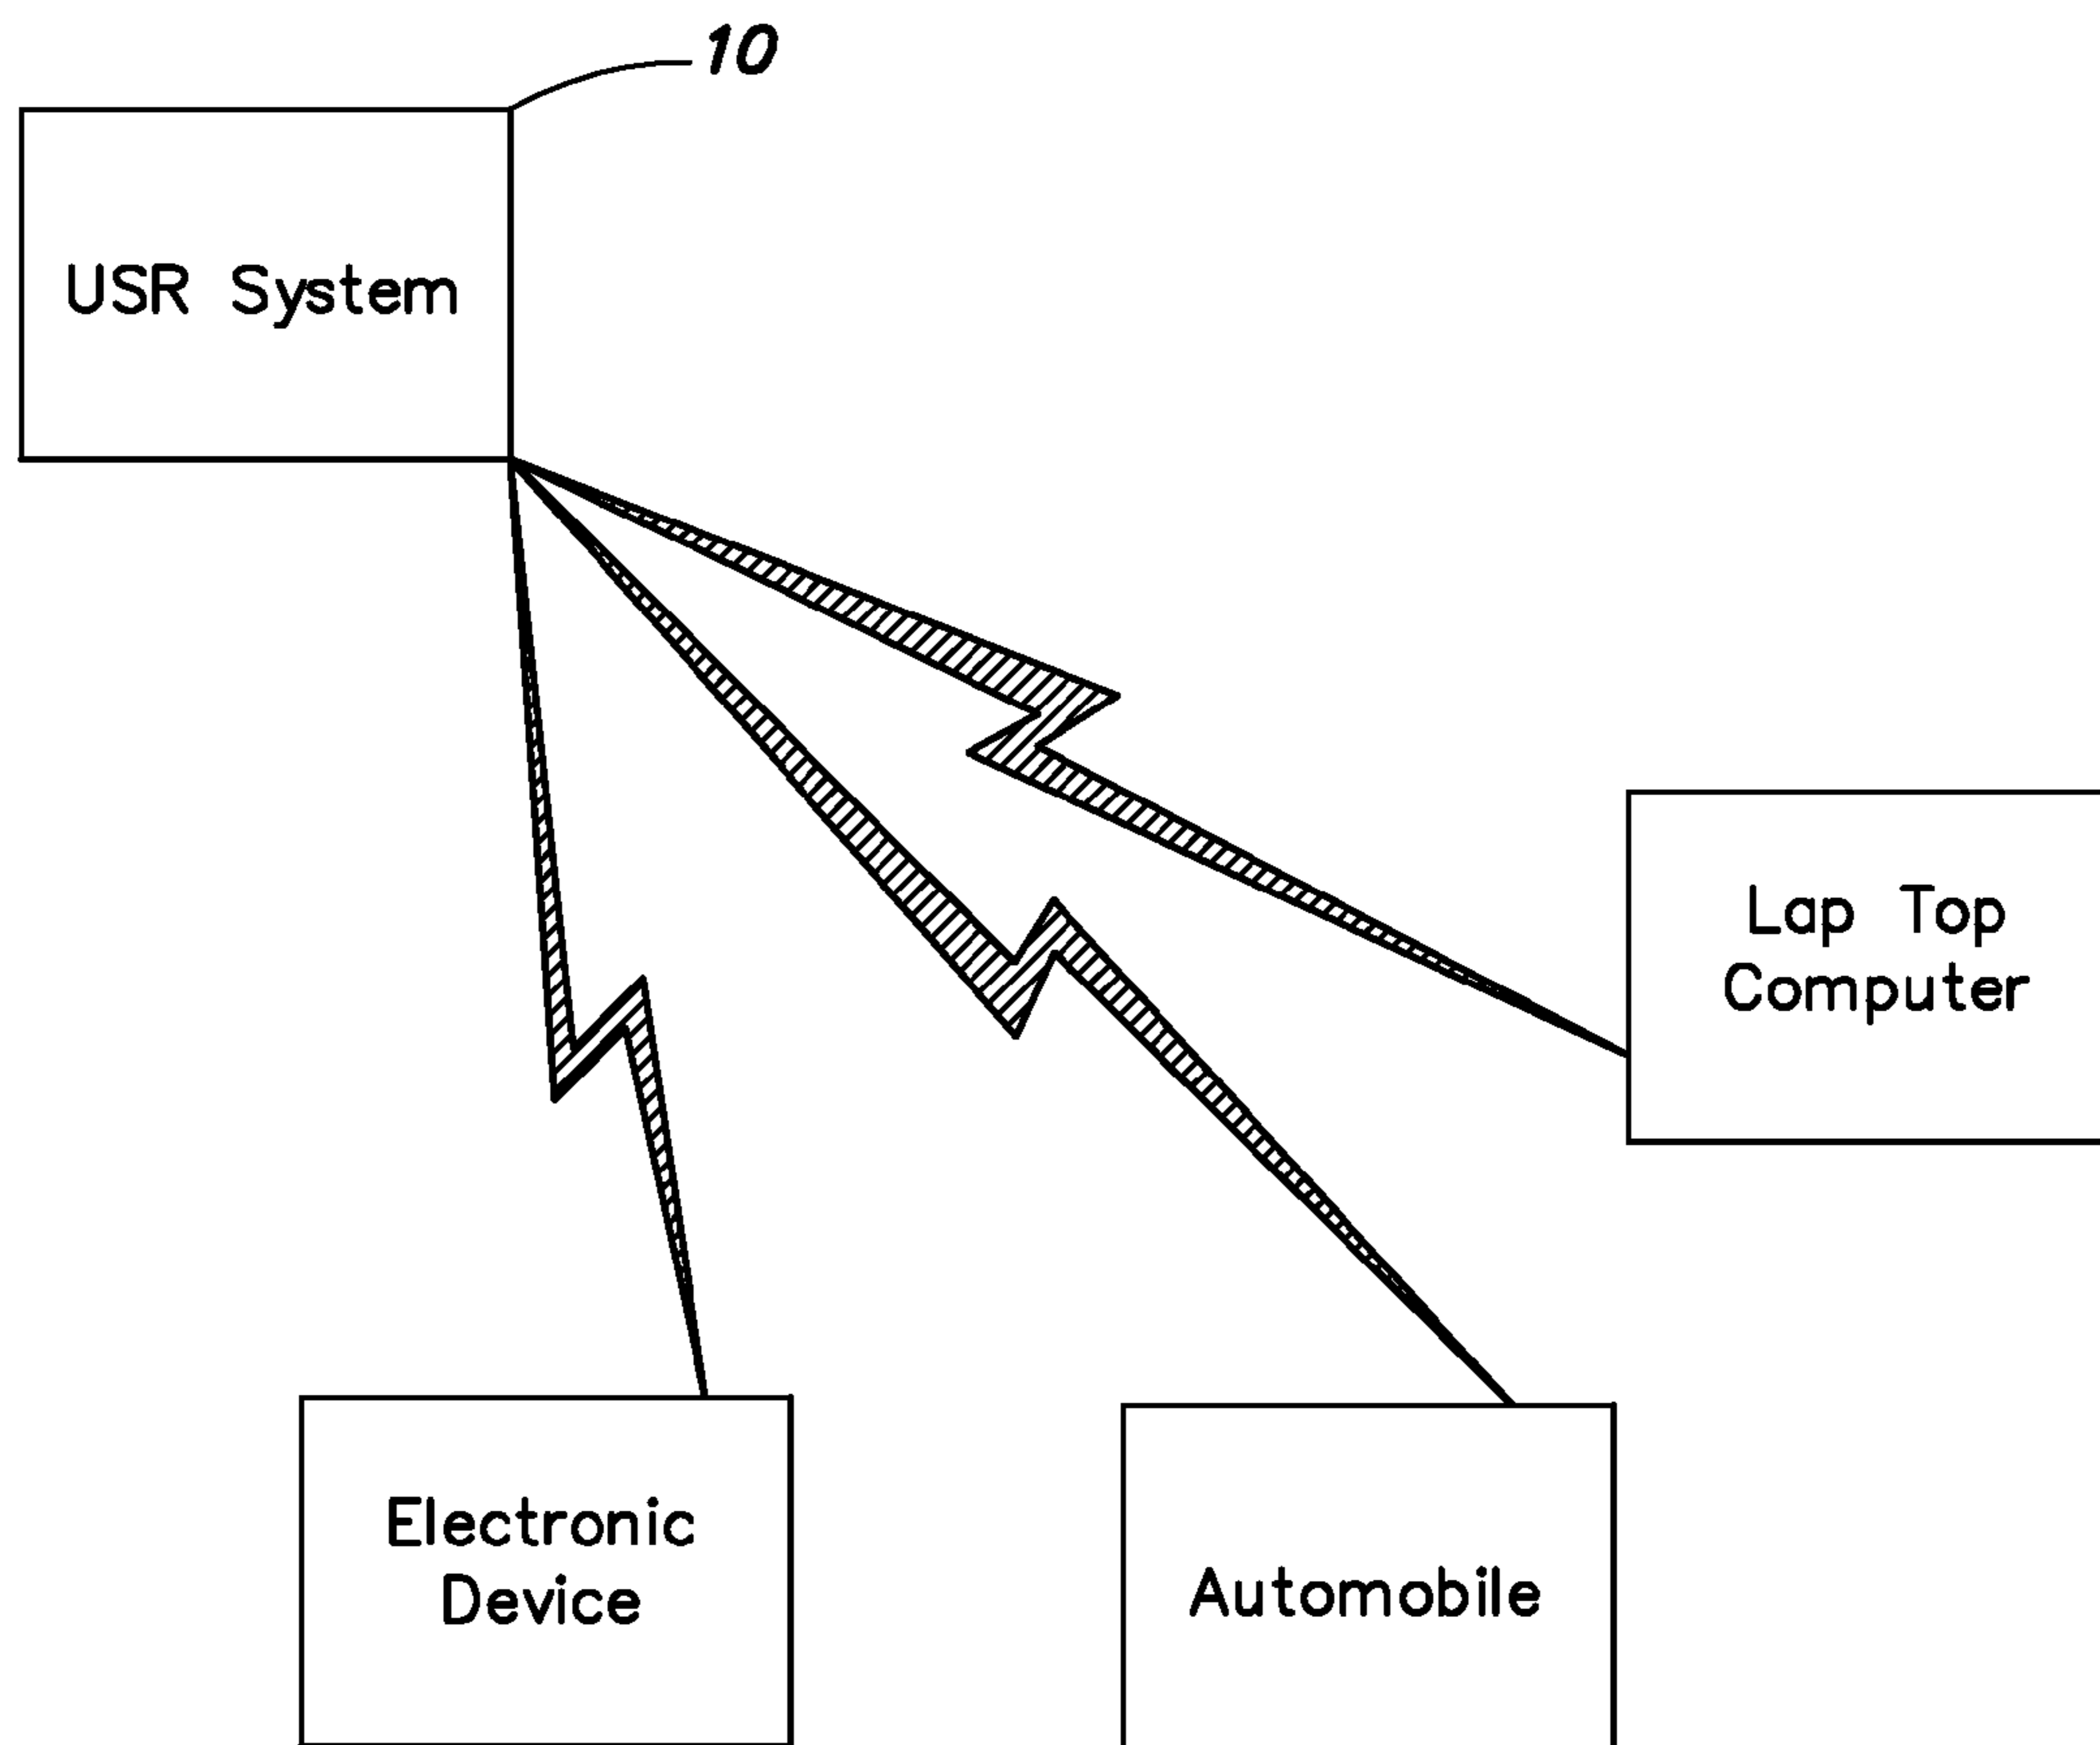 10
USR System
Lap Top
Computer
Electronic
Device
Automobile